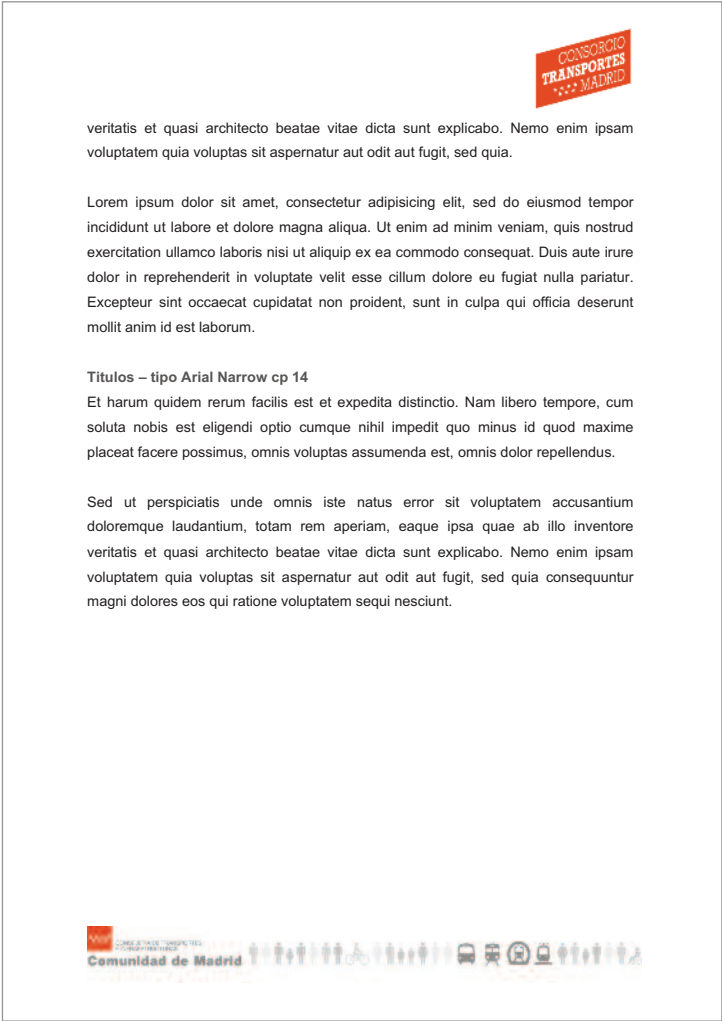 CONSORCIO
TRANSPORTES
MADRID
veritatis et quasi architecto beatae vitae dicta sunt explicabo. Nemo enim ipsam
voluptatem quia voluptas sit aspernatur aut odit aut fugit, sed quia.
Lorem ipsum dolor sit amet, consectetur adipisicing elit, sed do eiusmod tempor
incididunt ut labore et dolore magna aliqua. Ut enim ad minim veniam, quis nostrud
exercitation ullamco laboris nisi ut aliquip ex ea commodo consequat. Duis aute irure
dolor in reprehenderit in voluptate velit esse cillum dolore eu fugiat nulla pariatur.
Excepteur sint occaecat cupidatat non proident, sunt in culpa qui officia deserunt
mollit anim id est laborum.
Titulos – tipo Arial Narrow cp 14
Et harum quidem rerum facilis est et expedita distinctio. Nam libero tempore, cum
soluta nobis est eligendi optio cumque nihil impedit quo minus id quod maxime
placeat facere possimus, omnis voluptas assumenda est, omnis dolor repellendus.
Sed ut perspiciatis unde omnis iste natus error sit voluptatem accusantium
doloremque laudantium, totam rem aperiam, eaque ipsa quae ab illo inventore
veritatis et quasi architecto beatae vitae dicta sunt explicabo. Nemo enim ipsam
voluptatem quia voluptas sit aspernatur aut odit aut fugit, sed quia consequuntur
magni dolores eos qui ratione voluptatem sequi nesciunt.
CONSEJERIA DE TRANSPORTES
Comunidad de Madrid